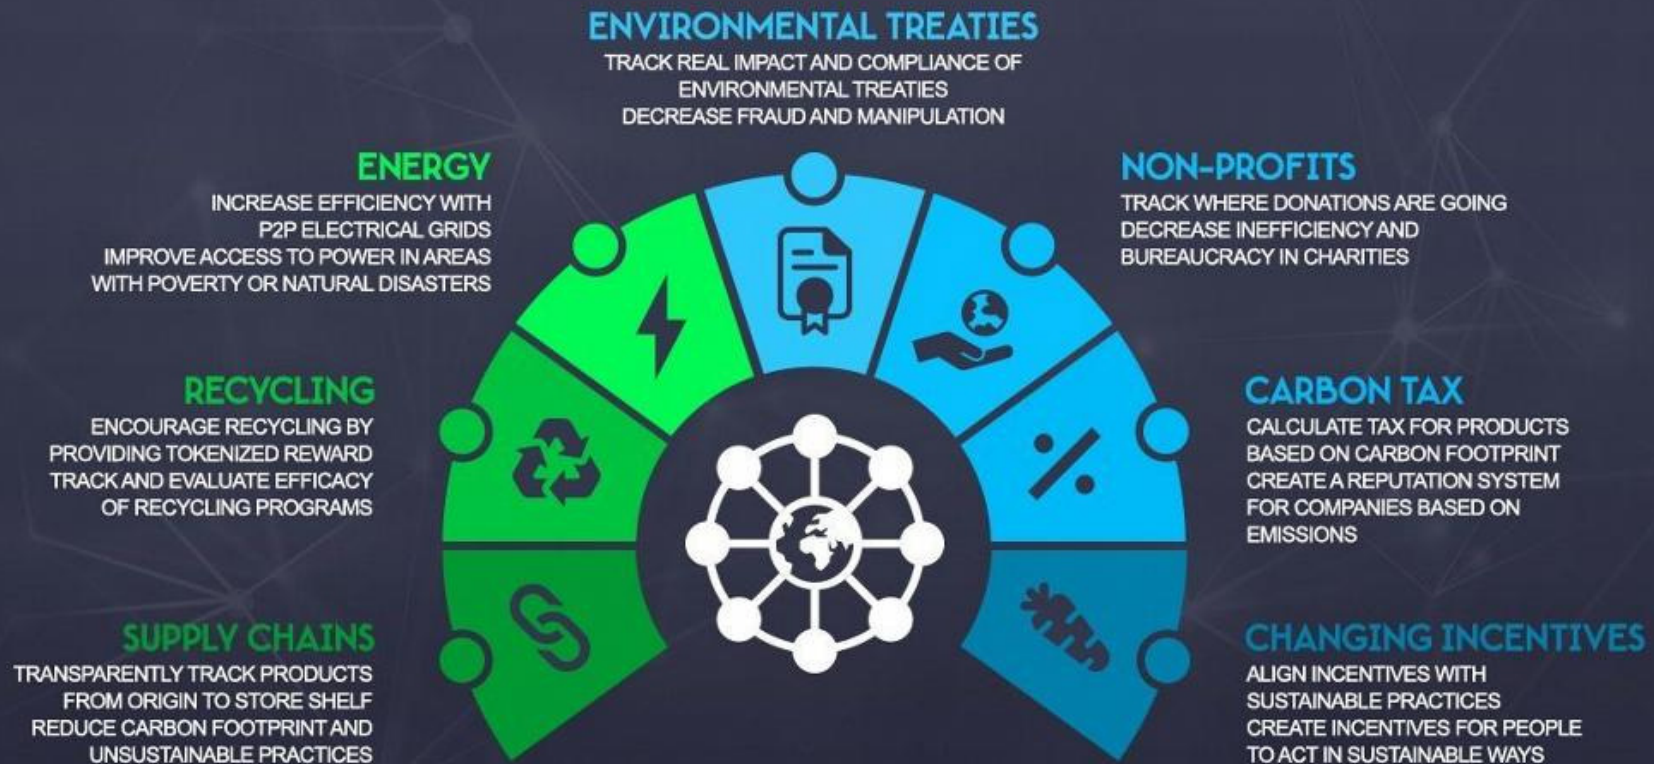 ENVIRONMENTAL TREATIES
TRACK REAL IMPACT AND COMPLIANCE OF
ENVIRONMENTAL TREATIES
DECREASE FRAUD AND MANIPULATION
ENERGY
INCREASE EFFICIENCY WITH
P2P ELECTRICAL GRIDS
IMPROVE ACCESS TO POWER IN AREAS
WITH POVERTY OR NATURAL DISASTERS
NON-PROFITS
TRACK WHERE DONATIONS ARE GOING
DECREASE INEFFICIENCY AND
BUREAUCRACY IN CHARITIES
RECYCLING
ENCOURAGE RECYCLING BY
PROVIDING TOKENIZED REWARD
TRACK AND EVALUATE EFFICACY
OF RECYCLING PROGRAMS
CARBON TAX
CALCULATE TAX FOR PRODUCTS
BASED ON CARBON FOOTPRINT
CREATE A REPUTATION SYSTEM
FOR COMPANIES BASED ON
EMISSIONS
SUPPLY CHAINS
TRANSPARENTLY TRACK PRODUCTS
FROM ORIGIN TO STORE SHELF
REDUCE CARBON FOOTPRINT AND
UNSUSTAINABLE PRACTICES
CHANGING INCENTIVES
ALIGN INCENTIVES WITH
SUSTAINABLE PRACTICES
CREATE INCENTIVES FOR PEOPLE
TO ACT IN SUSTAINABLE WAYS